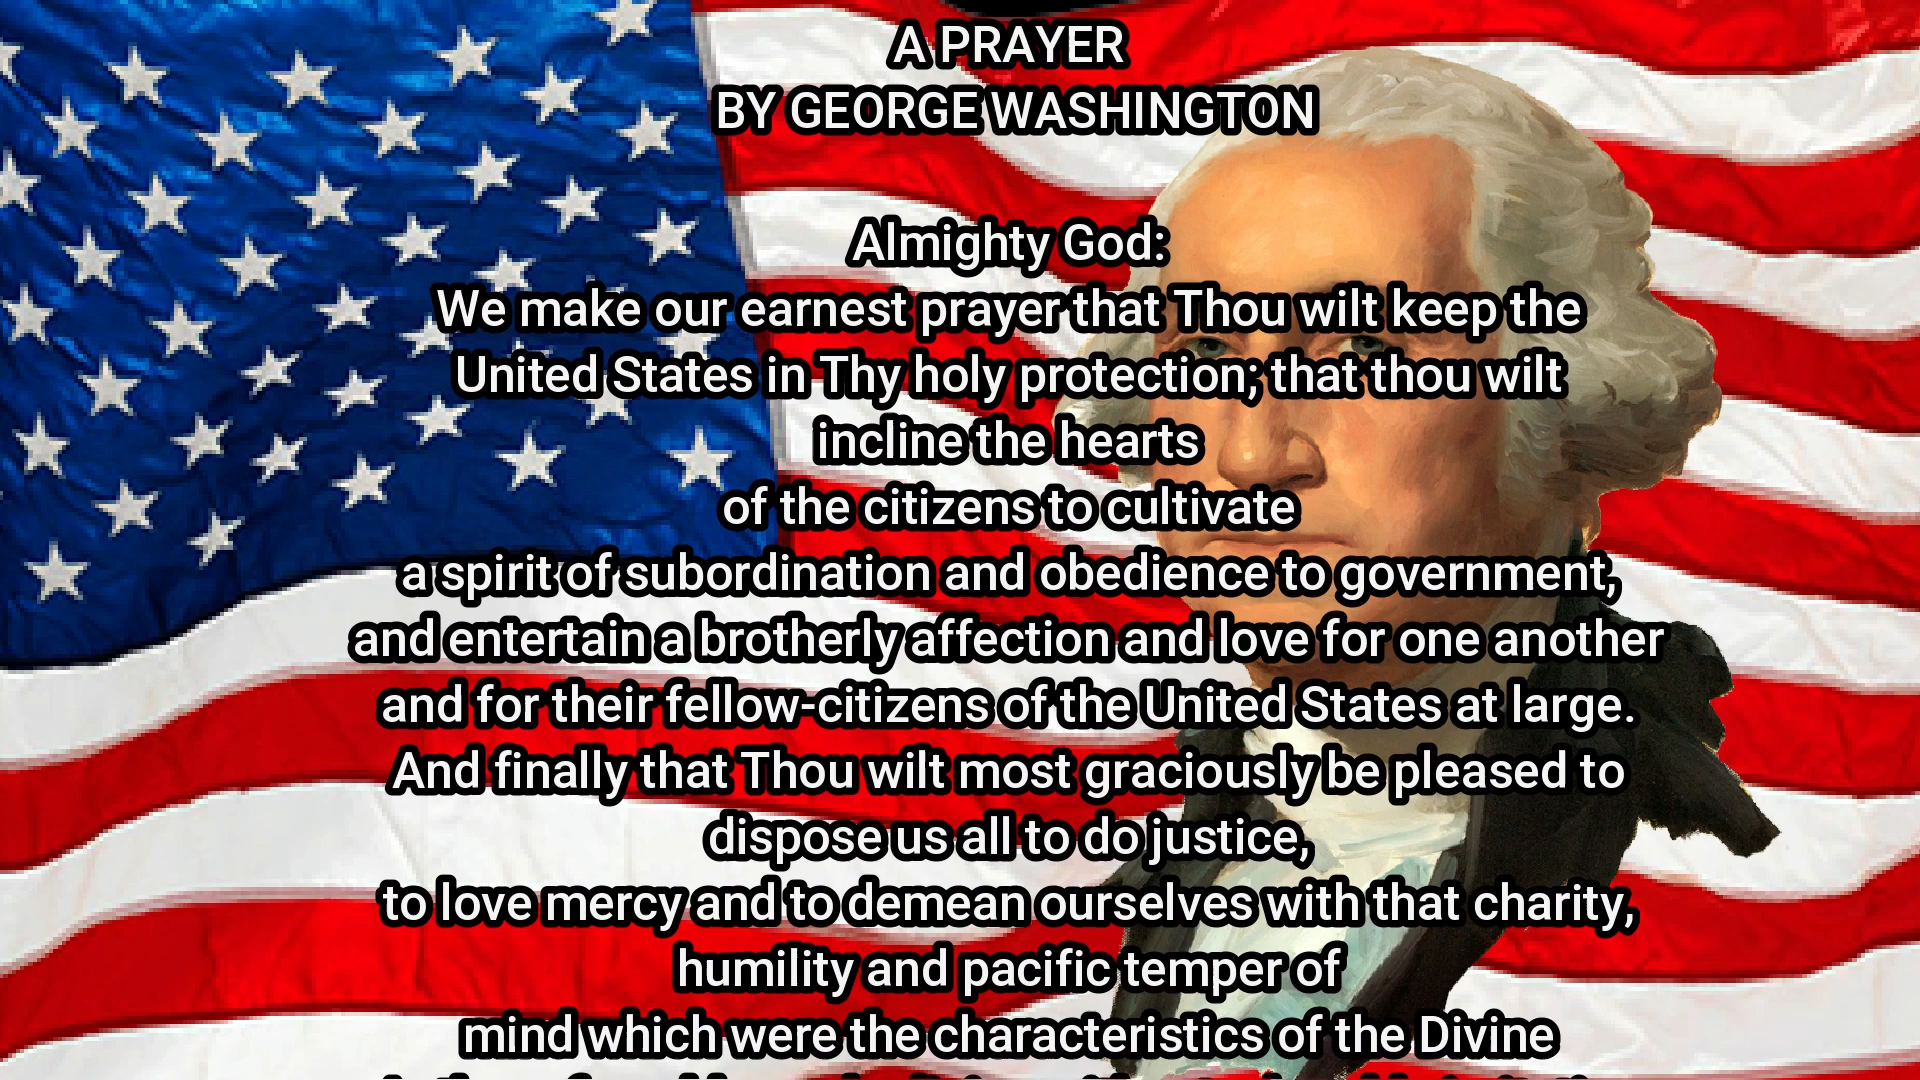 A PRAYER
BY GEORGE WASHINGTON
Almighty God:
We make our earnest prayer that Thou wilt keep the
United States in Thy holy protection; that thou wilt
incline the hearts
of the citizens to cultivate
a spirit of subordination and obedience to government,
and entertain a brotherly affection and love for one another
and for their fellow-citizens of the United States at large.
And finally that Thou wilt most graciously be pleased to
dispose us all to do justice,
to love mercy and to demean ourselves with that charity,
humility and pacific temper of
mind which were the characteristics of the Divine